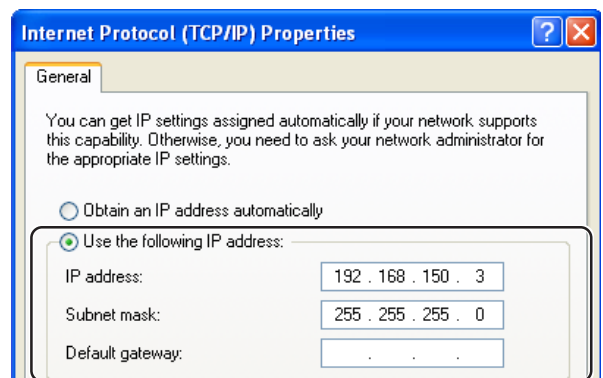 Internet Protocol (TCP/IP) Properties
General
You can get IP settings assigned automatically if your network supports
this capability. Otherwise, you need to ask your network administrator for
the appropriate IP settings.
Obtain an IP address automatically
Use the following IP address:
IP address: 192 . 168 . 150 . 3
Subnet mask: 255 . 255 . 255 . 0
Default gateway: . . .